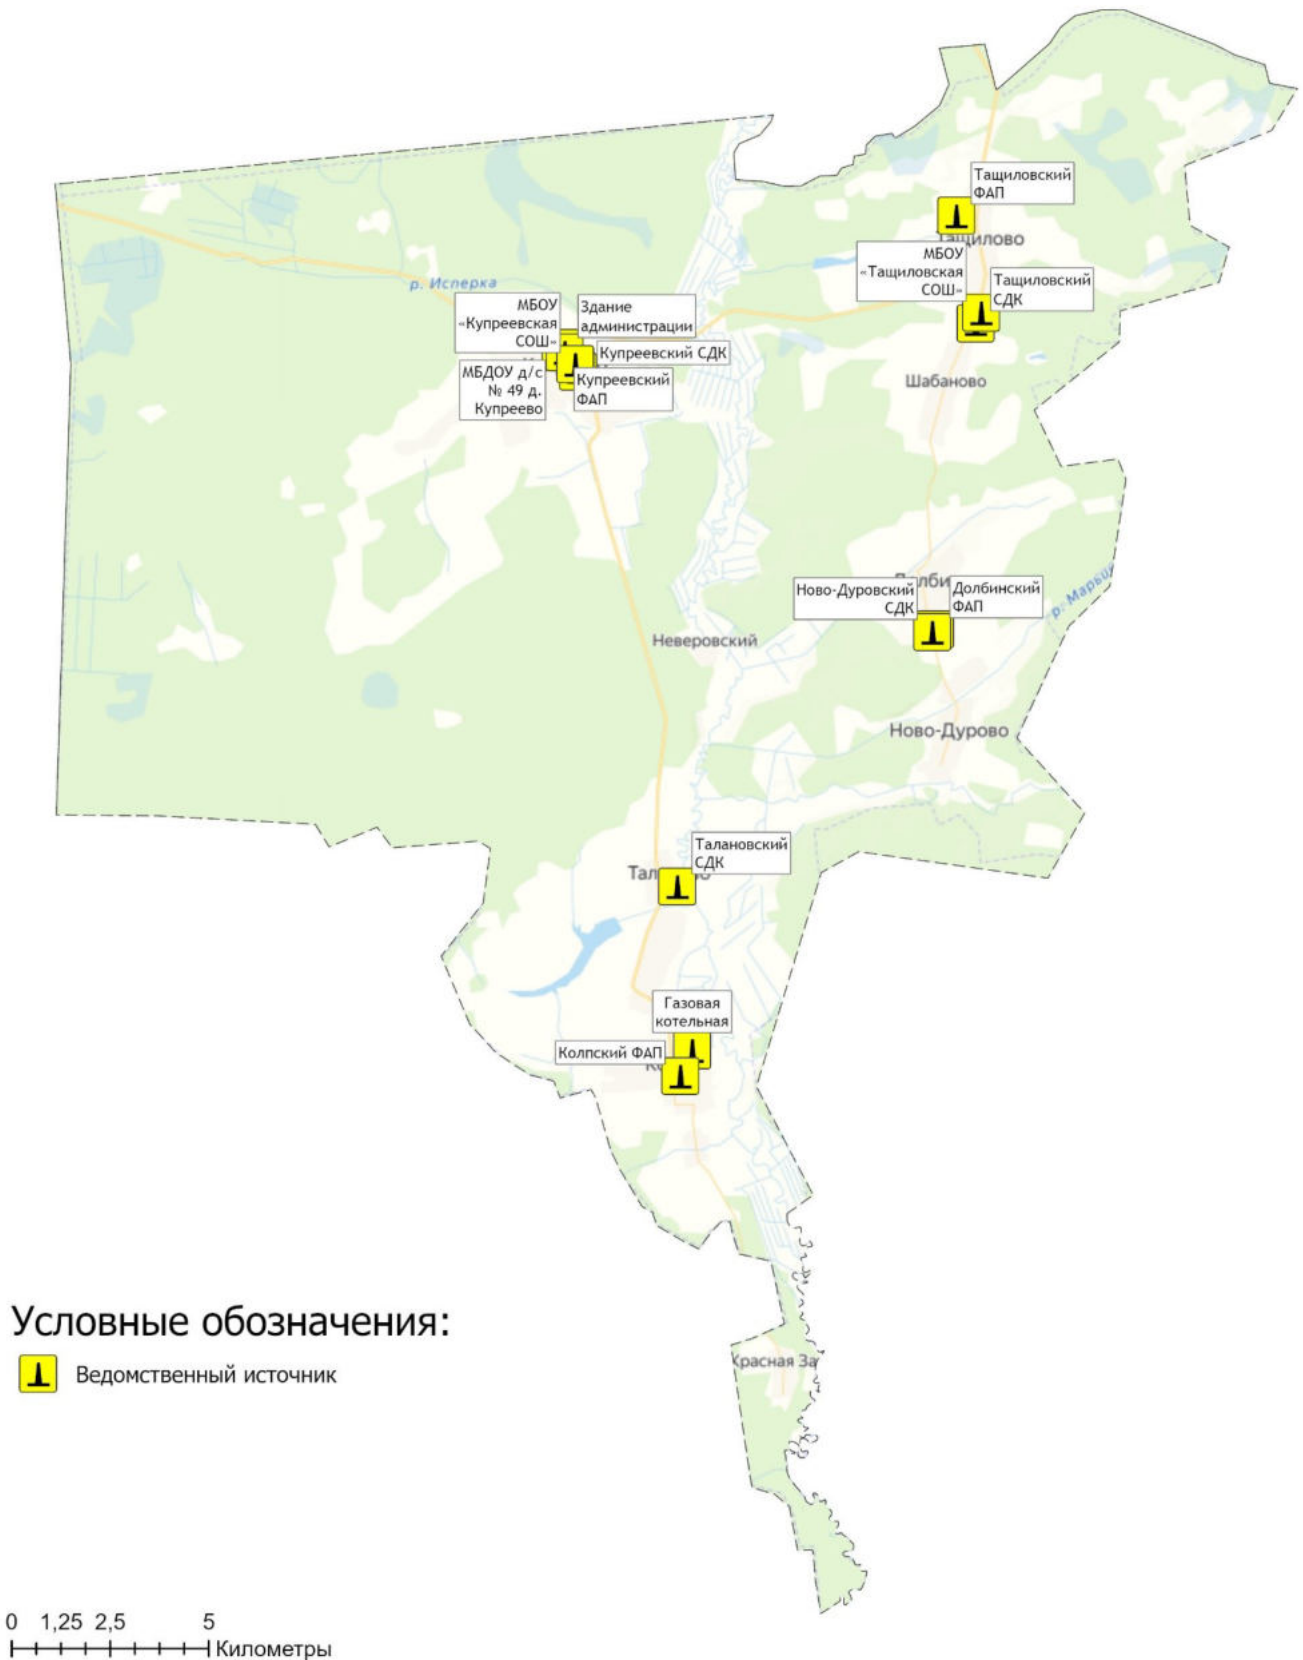 Тащиловский
ФАП
Тащилово
МБОУ
«Тащиловская
СОШ»
Тащиловский
СДК
р. Исперка
МБОУ
«Купреевская
СОШ»
Здание
администрации
Купреевский СДК
МБДОУ д/с
№ 49 д.
Купреево
Купреевский
ФАП
Шабаново
Ново-Дуровский
СДК
Долбинский
ФАП
р. Марьца
Неверовский
Ново-Дурово
Талановский
СДК
Газовая
котельная
Колпский ФАП
Красная За
Условные обозначения:
Ведомственный источник
0 1,25 2,5 5
Километры